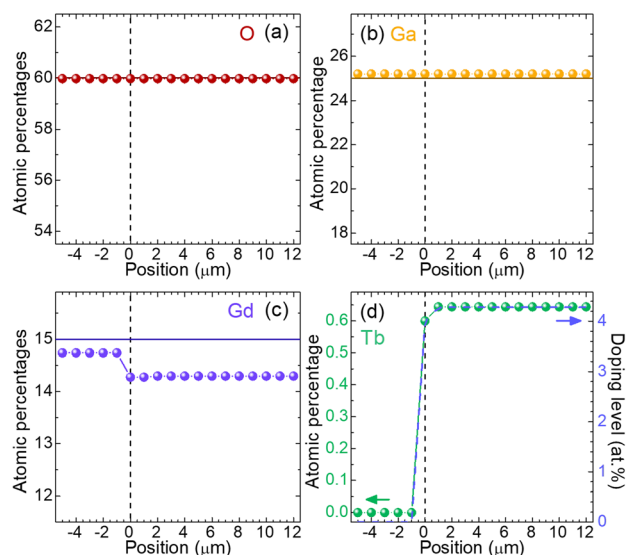 O (a)
62
60
58
56
54
Atomic percentages
-4 -2 0 2 4 6 8 10 12
Position (μm)
(b) Ga
26
24
22
20
18
Atomic percentage
-4 -2 0 2 4 6 8 10 12
Position (μm)
Gd (c)
15
14
13
12
Atomic percentages
-4 -2 0 2 4 6 8 10 12
Position (μm)
(d)
Tb
0.6
0.5
0.4
0.3
0.2
0.1
0.0
Atomic percentages
4
3
2
1
0
Doping level (at.%)
-4 -2 0 2 4 6 8 10 12
Position (μm)